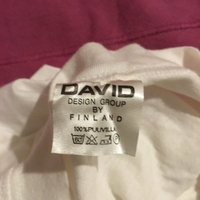 DAVID
DESIGN GROUP
BY
FINLAND
100% PUUVILLA